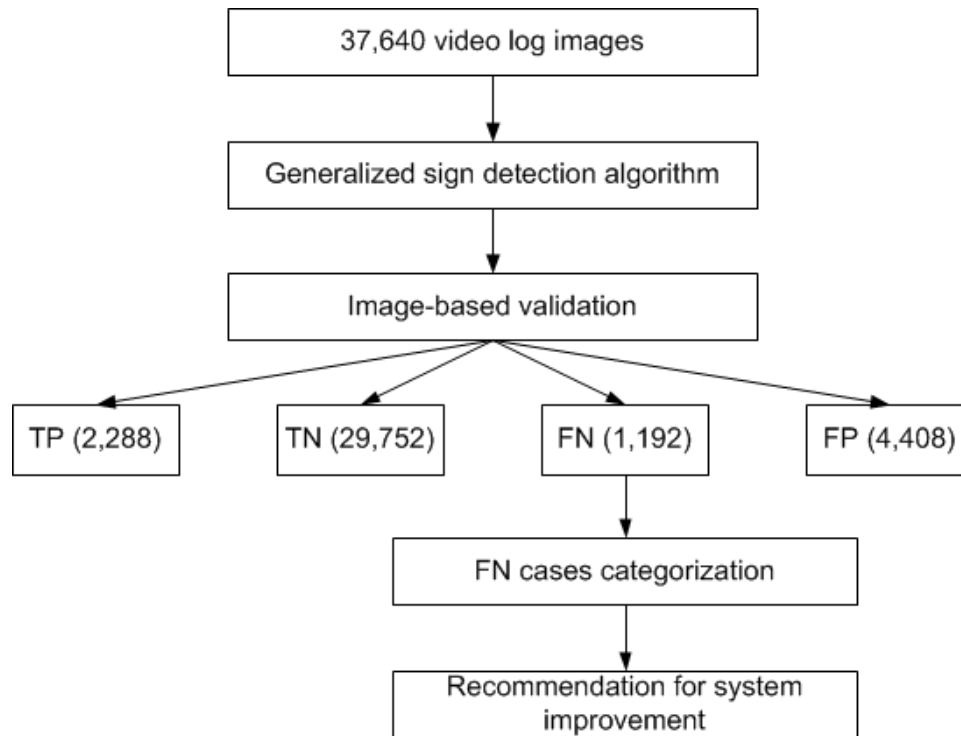 37,640 video log images
Generalized sign detection algorithm
Image-based validation
TP (2,288)
TN (29,752)
FN (1,192)
FP (4,408)
FN cases categorization
Recommendation for system
improvement